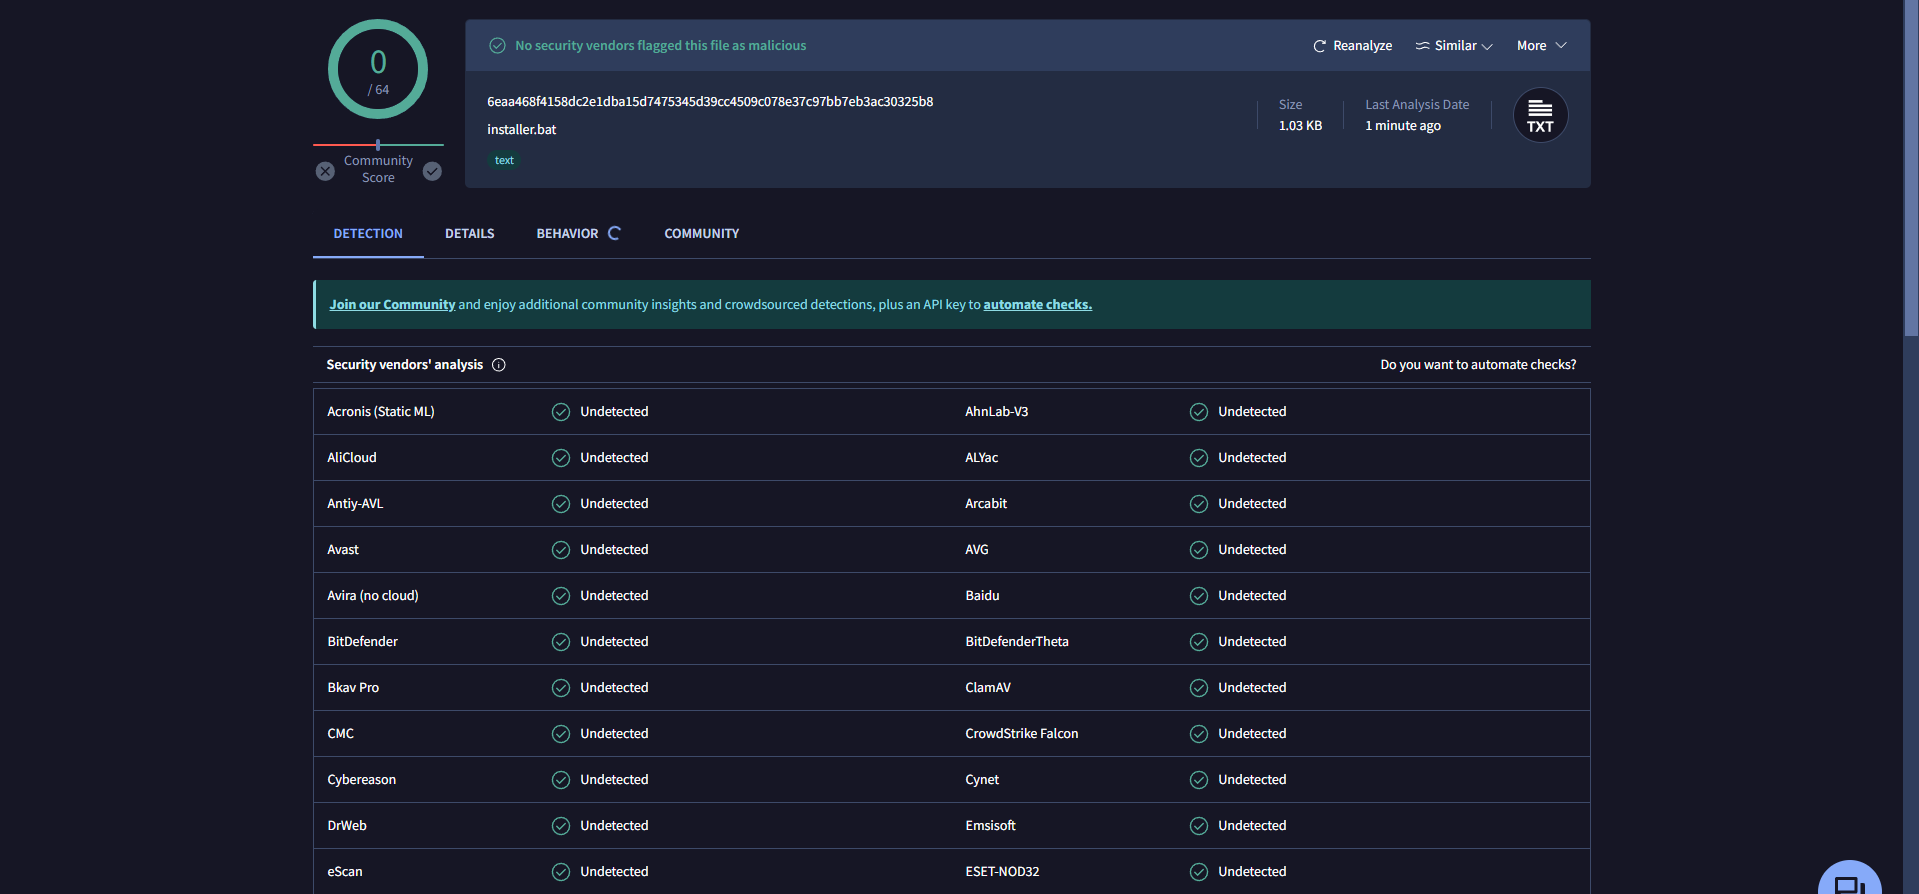 0
/ 64
Community
Score
No security vendors flagged this file as malicious
Reanalyze
Similar
More
6eaa468f4158dc2e1dba15d7475345d39cc4509c078e37c97bb7eb3ac30325b8
installer.bat
text
Size
1.03 KB
Last Analysis Date
1 minute ago
TXT
DETECTION
DETAILS
BEHAVIOR
COMMUNITY
Join our Community and enjoy additional community insights and crowdsourced detections, plus an API key to automate checks.
Security vendors' analysis
Do you want to automate checks?
Acronis (Static ML) Undetected AhnLab-V3 Undetected
AliCloud Undetected ALYac Undetected
Antiy-AVL Undetected Arcabit Undetected
Avast Undetected AVG Undetected
Avira (no cloud) Undetected Baidu Undetected
BitDefender Undetected BitDefenderTheta Undetected
Bkav Pro Undetected ClamAV Undetected
CMC Undetected CrowdStrike Falcon Undetected
Cybereason Undetected Cynet Undetected
DrWeb Undetected Emsisoft Undetected
eScan Undetected ESET-NOD32 Undetected